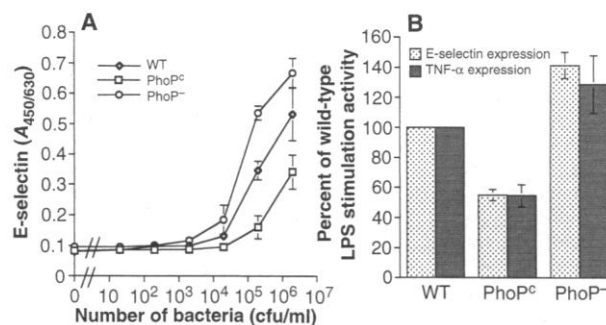 A
0.8
0.7
0.6
0.5
0.4
0.3
0.2
0.1
0
E-selectin (A450/630)
WT
PhoPᶜ
PhoP⁻
0 10 10² 10³ 10⁴ 10⁵ 10⁶ 10⁷
Number of bacteria (cfu/ml)
B
160
140
120
100
80
60
40
20
0
Percent of wild-type
LPS stimulation activity
E-selectin expression
TNF-α expression
WT PhoPᶜ PhoP⁻